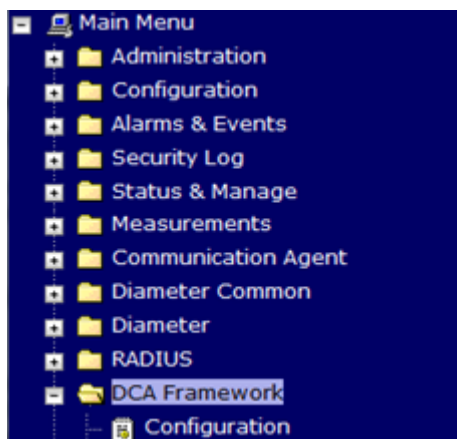 Main Menu
Administration
Configuration
Alarms & Events
Security Log
Status & Manage
Measurements
Communication Agent
Diameter Common
Diameter
RADIUS
DCA Framework
Configuration